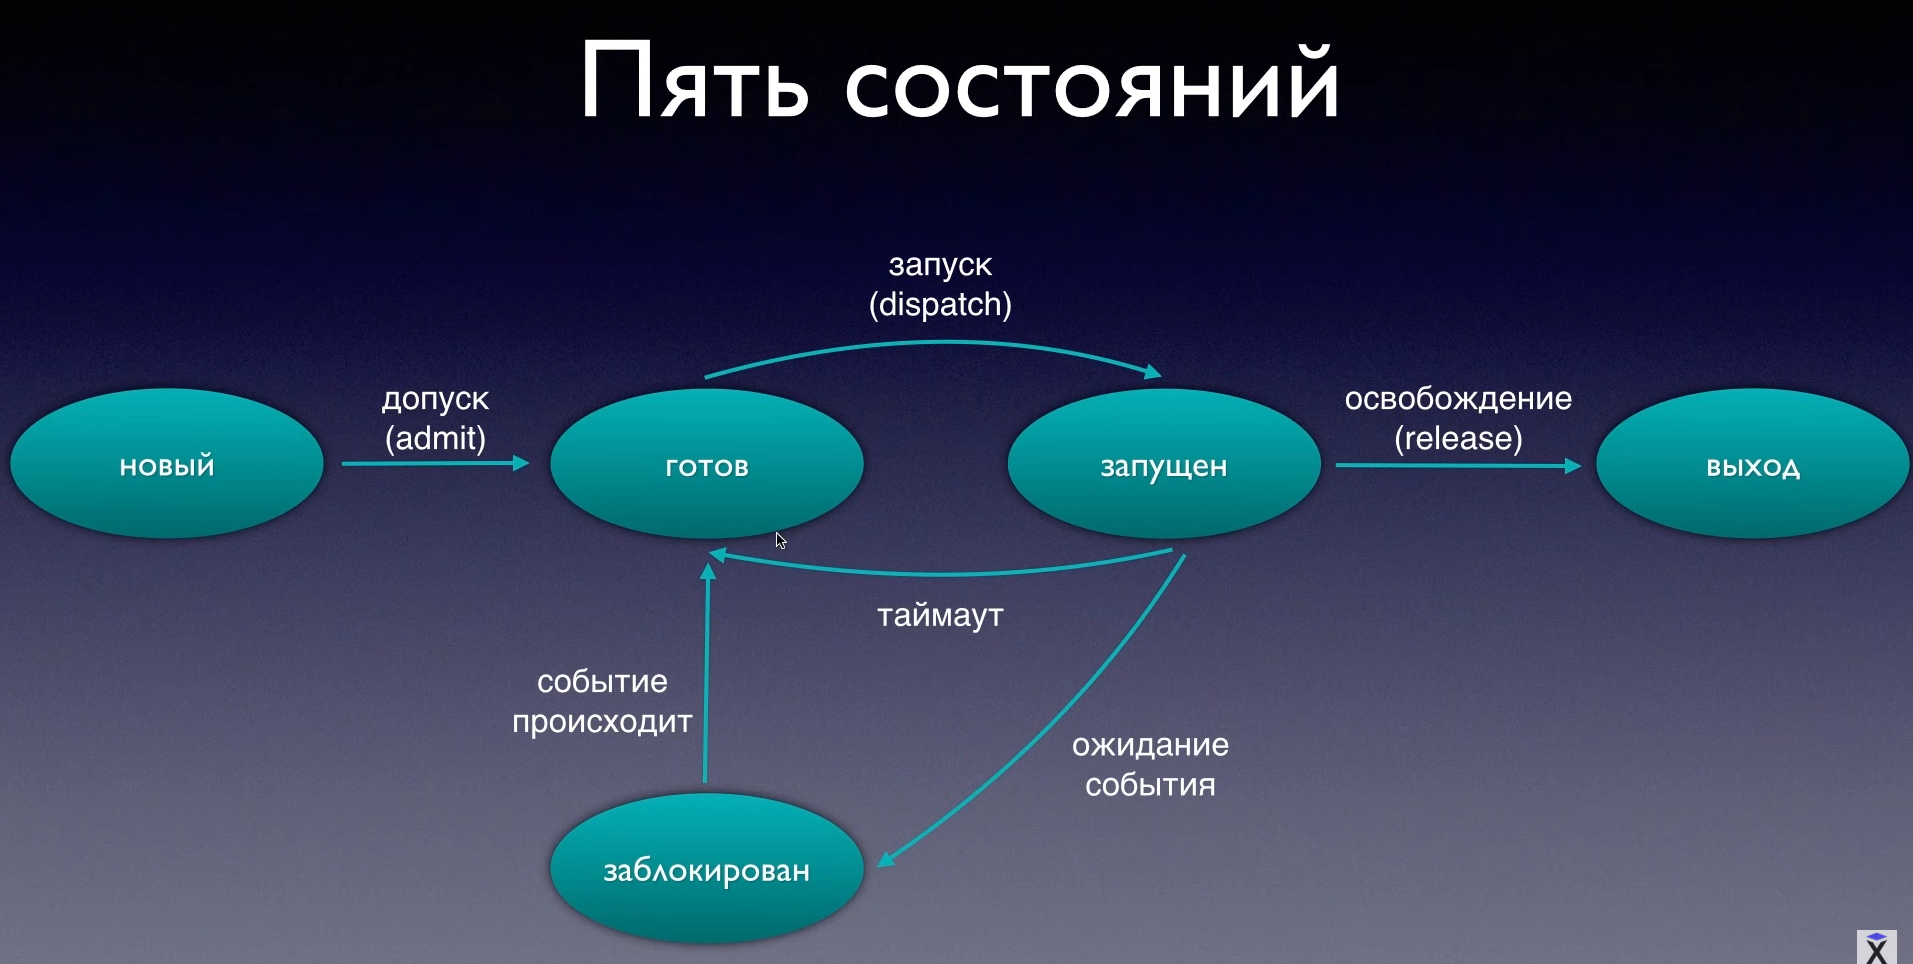 Пять состояний
запуск
(dispatch)
допуск
(admit)
освобождение
(release)
новый
готов
запущен
выход
таймаут
событие
происходит
ожидание
события
заблокирован
X